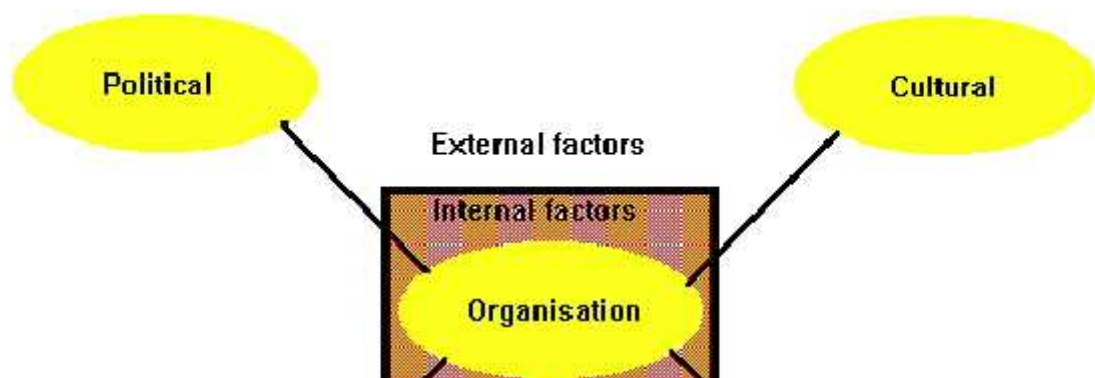 Political
Cultural
External factors
Internal factors
Organisation